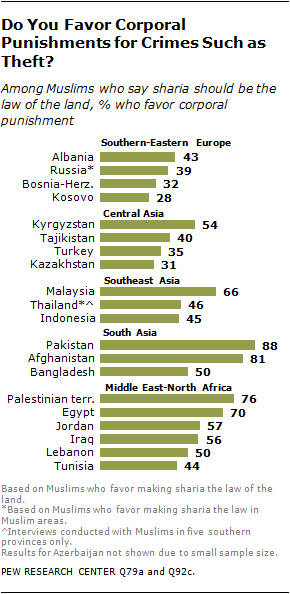 Do You Favor Corporal
Punishments for Crimes Such as
Theft?
Among Muslims who say sharia should be the
law of the land, % who favor corporal
punishment
Southern-Eastern Europe
Albania 43
Russia* 39
Bosnia-Herz. 32
Kosovo 28
Central Asia
Kyrgyzstan 54
Tajikistan 40
Turkey 35
Kazakhstan 31
Southeast Asia
Malaysia 66
Thailand*^ 46
Indonesia 45
South Asia
Pakistan 88
Afghanistan 81
Bangladesh 50
Middle East-North Africa
Palestinian terr. 76
Egypt 70
Jordan 57
Iraq 56
Lebanon 50
Tunisia 44
Based on Muslims who favor making sharia the law of the
land.
*Based on Muslims who favor making sharia the law in
Muslim areas.
^Interviews conducted with Muslims in five southern
provinces only.
Results for Azerbaijan not shown due to small sample size.
PEW RESEARCH CENTER Q79a and Q92c.